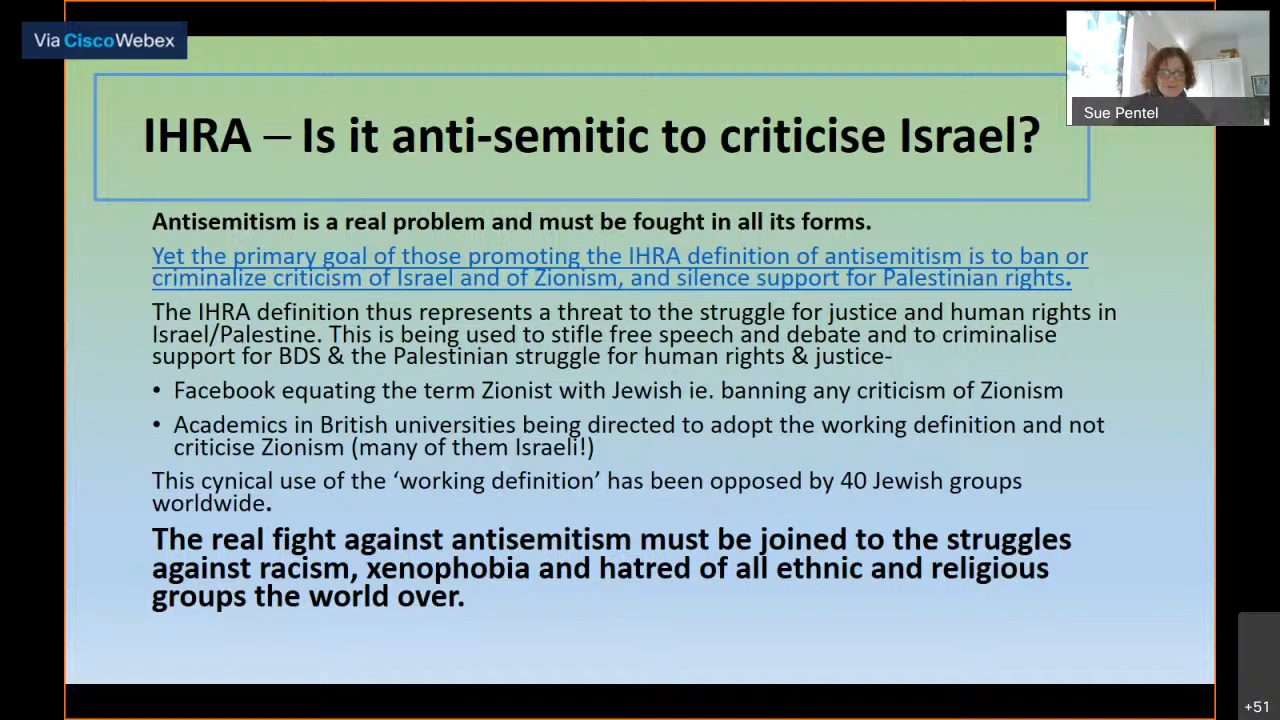 Via CiscoWebex
Sue Pentel
IHRA – Is it anti-semitic to criticise Israel?
Antisemitism is a real problem and must be fought in all its forms.
Yet the primary goal of those promoting the IHRA definition of antisemitism is to ban or
criminalize criticism of Israel and of Zionism, and silence support for Palestinian rights.
The IHRA definition thus represents a threat to the struggle for justice and human rights in
Israel/Palestine. This is being used to stifle free speech and debate and to criminalise
support for BDS & the Palestinian struggle for human rights & justice-
• Facebook equating the term Zionist with Jewish ie. banning any criticism of Zionism
• Academics in British universities being directed to adopt the working definition and not
criticise Zionism (many of them Israeli!)
This cynical use of the ‘working definition’ has been opposed by 40 Jewish groups
worldwide.
The real fight against antisemitism must be joined to the struggles
against racism, xenophobia and hatred of all ethnic and religious
groups the world over.
+51